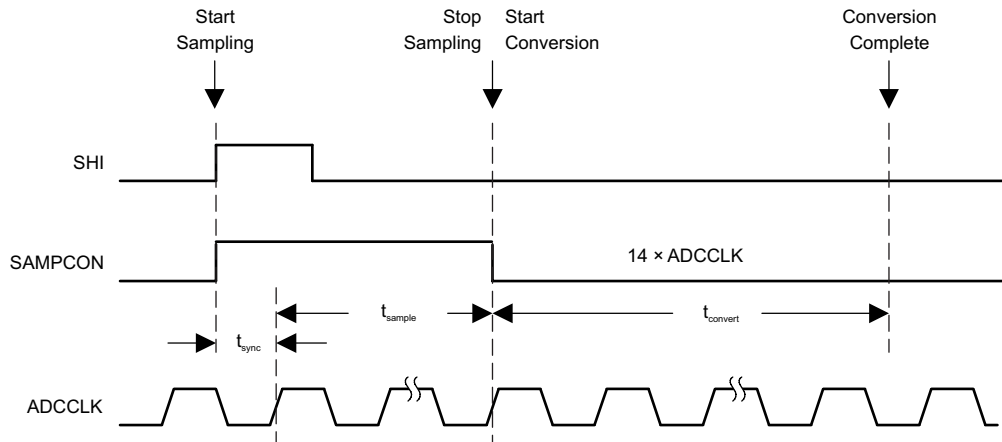 Start
Sampling
Stop
Sampling
Start
Conversion
Conversion
Complete
SHI
SAMPCON
14 × ADCCLK
tsample
tconvert
tsync
ADCCLK